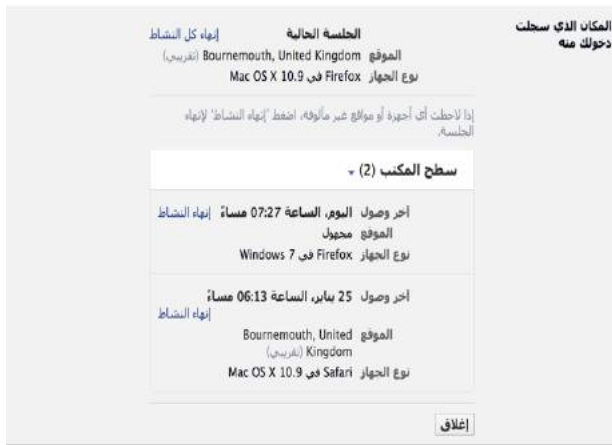 المكان الذي سجلت
دخولك منه
الجلسة الحالية إنهاء كل النشاط
الموقع Bournemouth, United Kingdom (تقريبي)
نوع الجهاز Firefox في Mac OS X 10.9
إذا لاحظت أي أجهزة أو مواقع غير مألوفة، اضغط 'إنهاء النشاط' لإنهاء
الجلسة.
سطح المكتب (2)
آخر وصول اليوم، الساعة 07:27 مساءً إنهاء النشاط
الموقع مجهول
نوع الجهاز Firefox في Windows 7
آخر وصول 25 يناير، الساعة 06:13 مساءً
إنهاء النشاط
الموقع Bournemouth, United
Kingdom (تقريبي)
نوع الجهاز Safari في Mac OS X 10.9
إغلاق